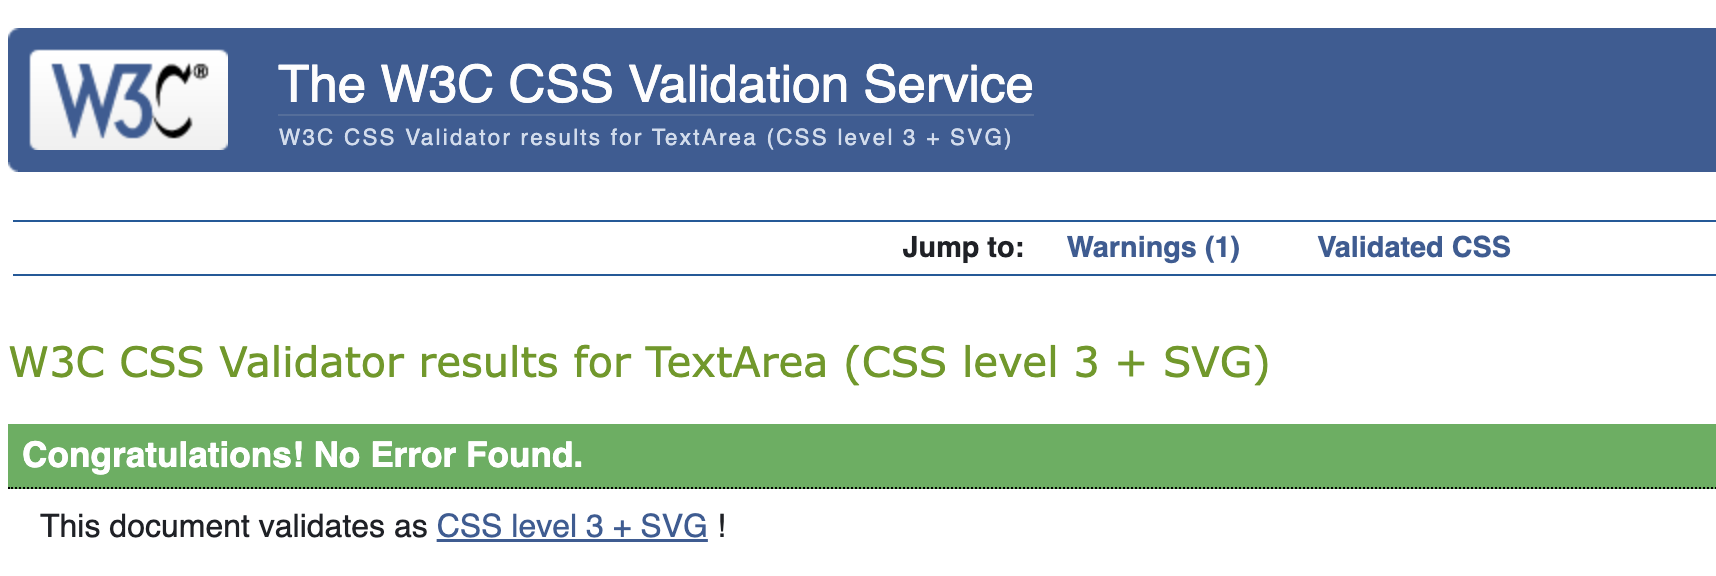 W3C®
The W3C CSS Validation Service
W3C CSS Validator results for TextArea (CSS level 3 + SVG)
Jump to: Warnings (1) Validated CSS
W3C CSS Validator results for TextArea (CSS level 3 + SVG)
Congratulations! No Error Found.
This document validates as CSS level 3 + SVG !